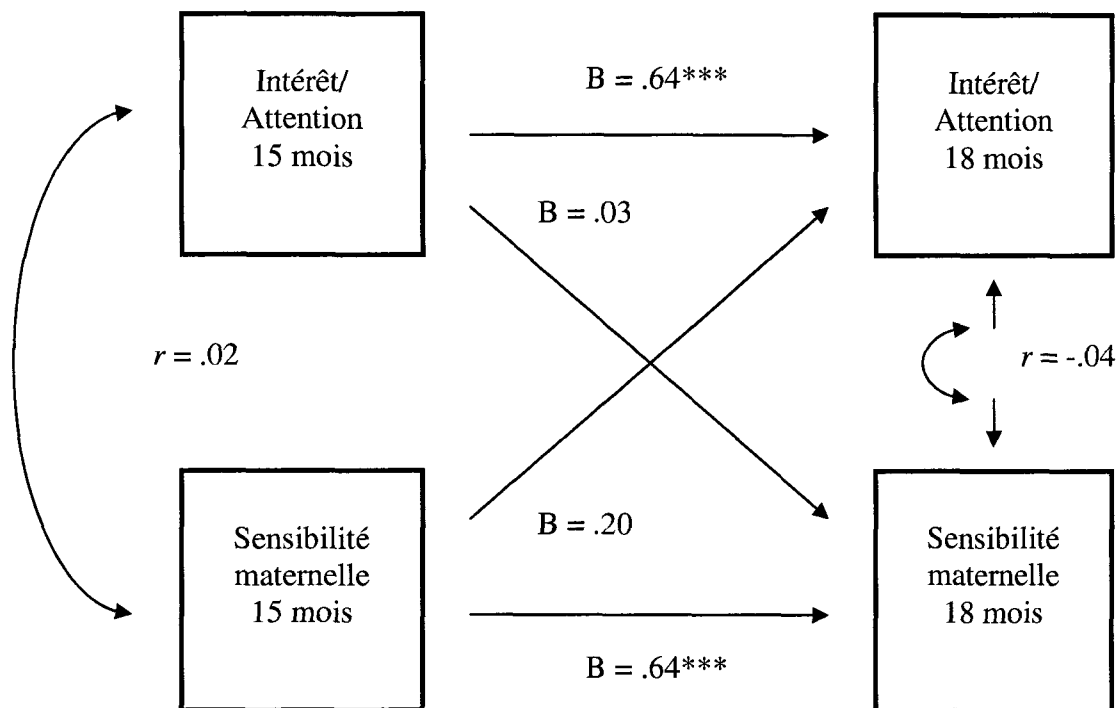 Intérêt/
Attention
15 mois
B = .64***
Intérêt/
Attention
18 mois
B = .03
r = .02
r = -.04
Sensibilité
maternelle
15 mois
B = .20
Sensibilité
maternelle
18 mois
B = .64***